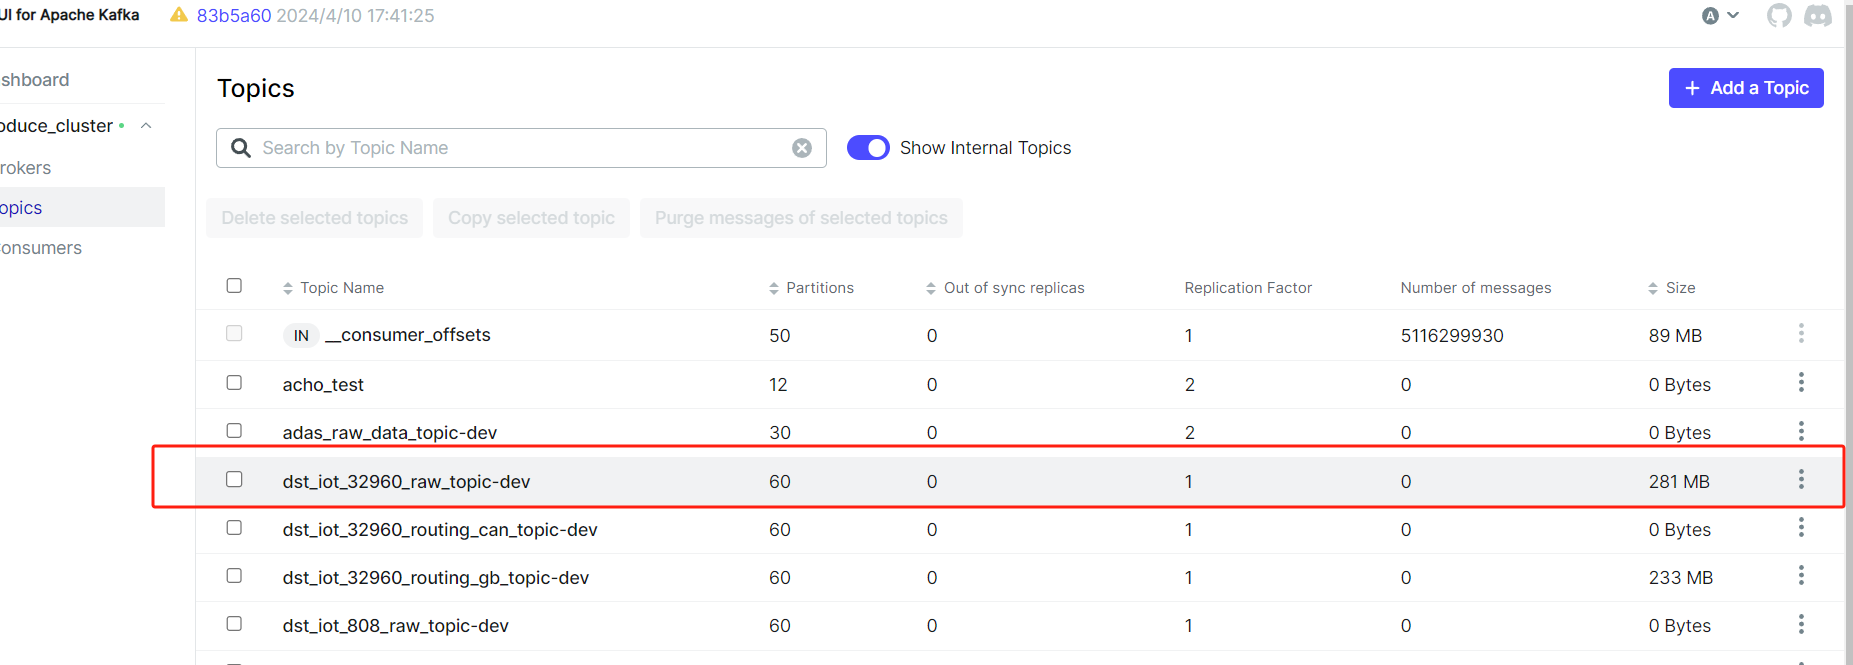 UI for Apache Kafka 83b5a60 2024/4/10 17:41:25 A
shboard
oduce_cluster
rokers
opics
onsumers
Topics
+ Add a Topic
Search by Topic Name
Show Internal Topics
Delete selected topics Copy selected topic Purge messages of selected topics
Topic Name Partitions Out of sync replicas Replication Factor Number of messages Size
IN __consumer_offsets 50 0 1 5116299930 89 MB
acho_test 12 0 2 0 0 Bytes
adas_raw_data_topic-dev 30 0 2 0 0 Bytes
dst_iot_32960_raw_topic-dev 60 0 1 0 281 MB
dst_iot_32960_routing_can_topic-dev 60 0 1 0 0 Bytes
dst_iot_32960_routing_gb_topic-dev 60 0 1 0 233 MB
dst_iot_808_raw_topic-dev 60 0 1 0 0 Bytes